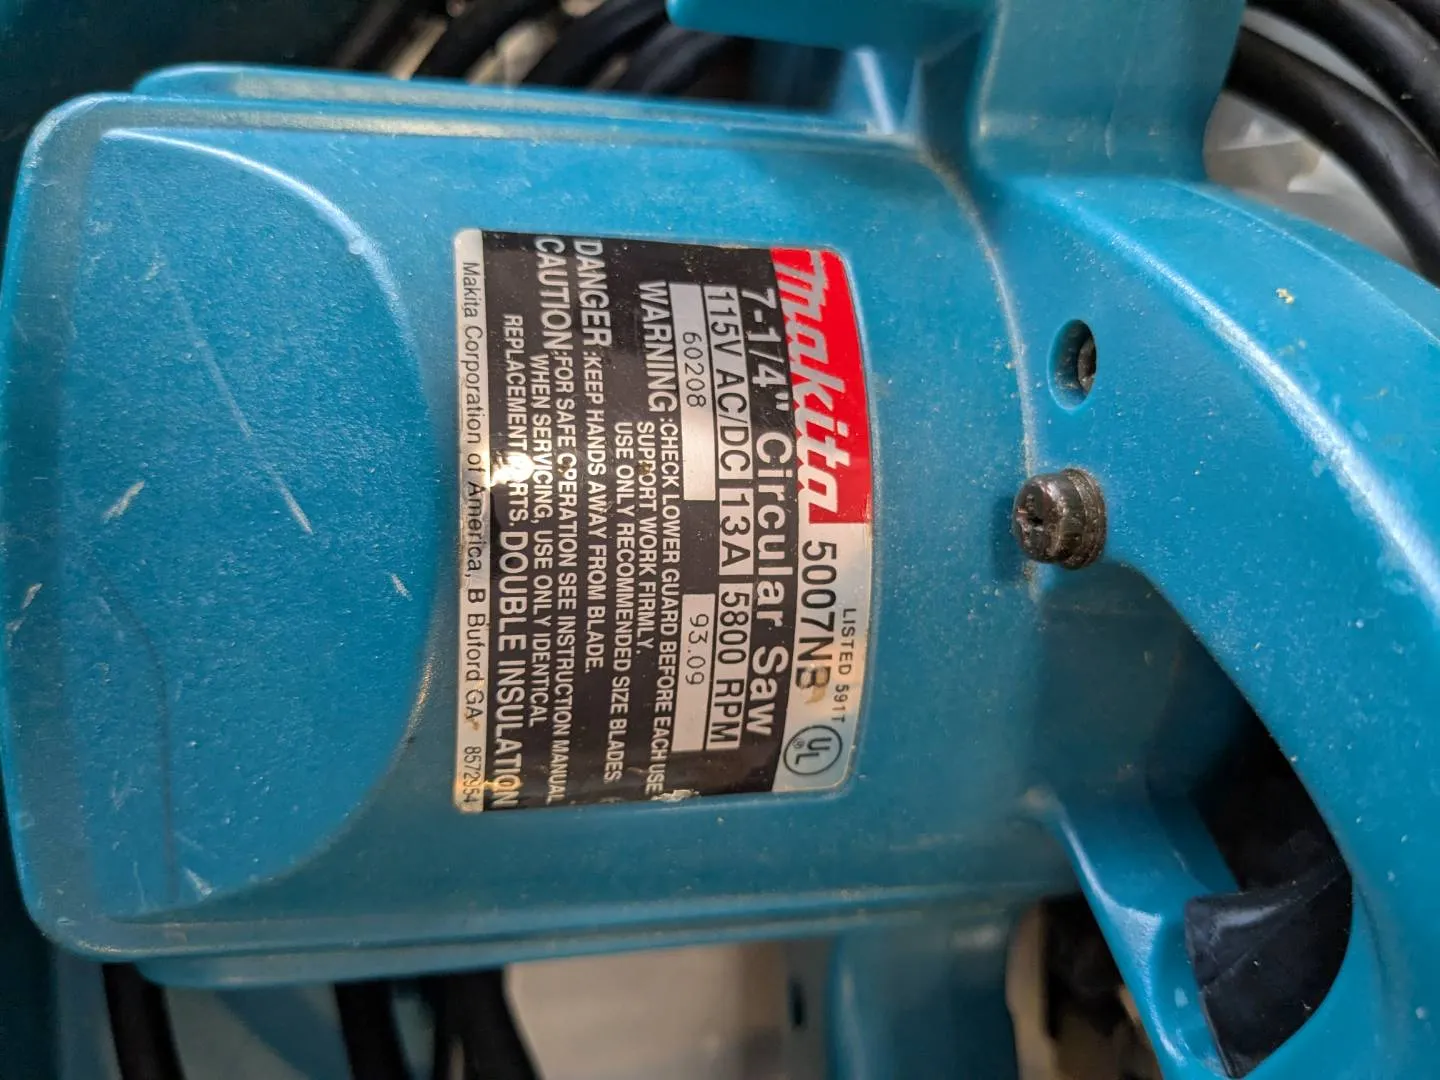 Makita 5007NB
LISTED 591T
UL
®
7-1/4" Circular Saw
115V AC/DC 13A 5800 RPM
60208 93.09
WARNING:CHECK LOWER GUARD BEFORE EACH USE
SUPPORT WORK FIRMLY.
USE ONLY RECOMMENDED SIZE BLADES.
DANGER:KEEP HANDS AWAY FROM BLADE.
CAUTION:FOR SAFE OPERATION SEE INSTRUCTION MANUAL
WHEN SERVICING, USE ONLY IDENTICAL
REPLACEMENT PARTS. DOUBLE INSULATION
Makita Corporation of America, B Buford GA